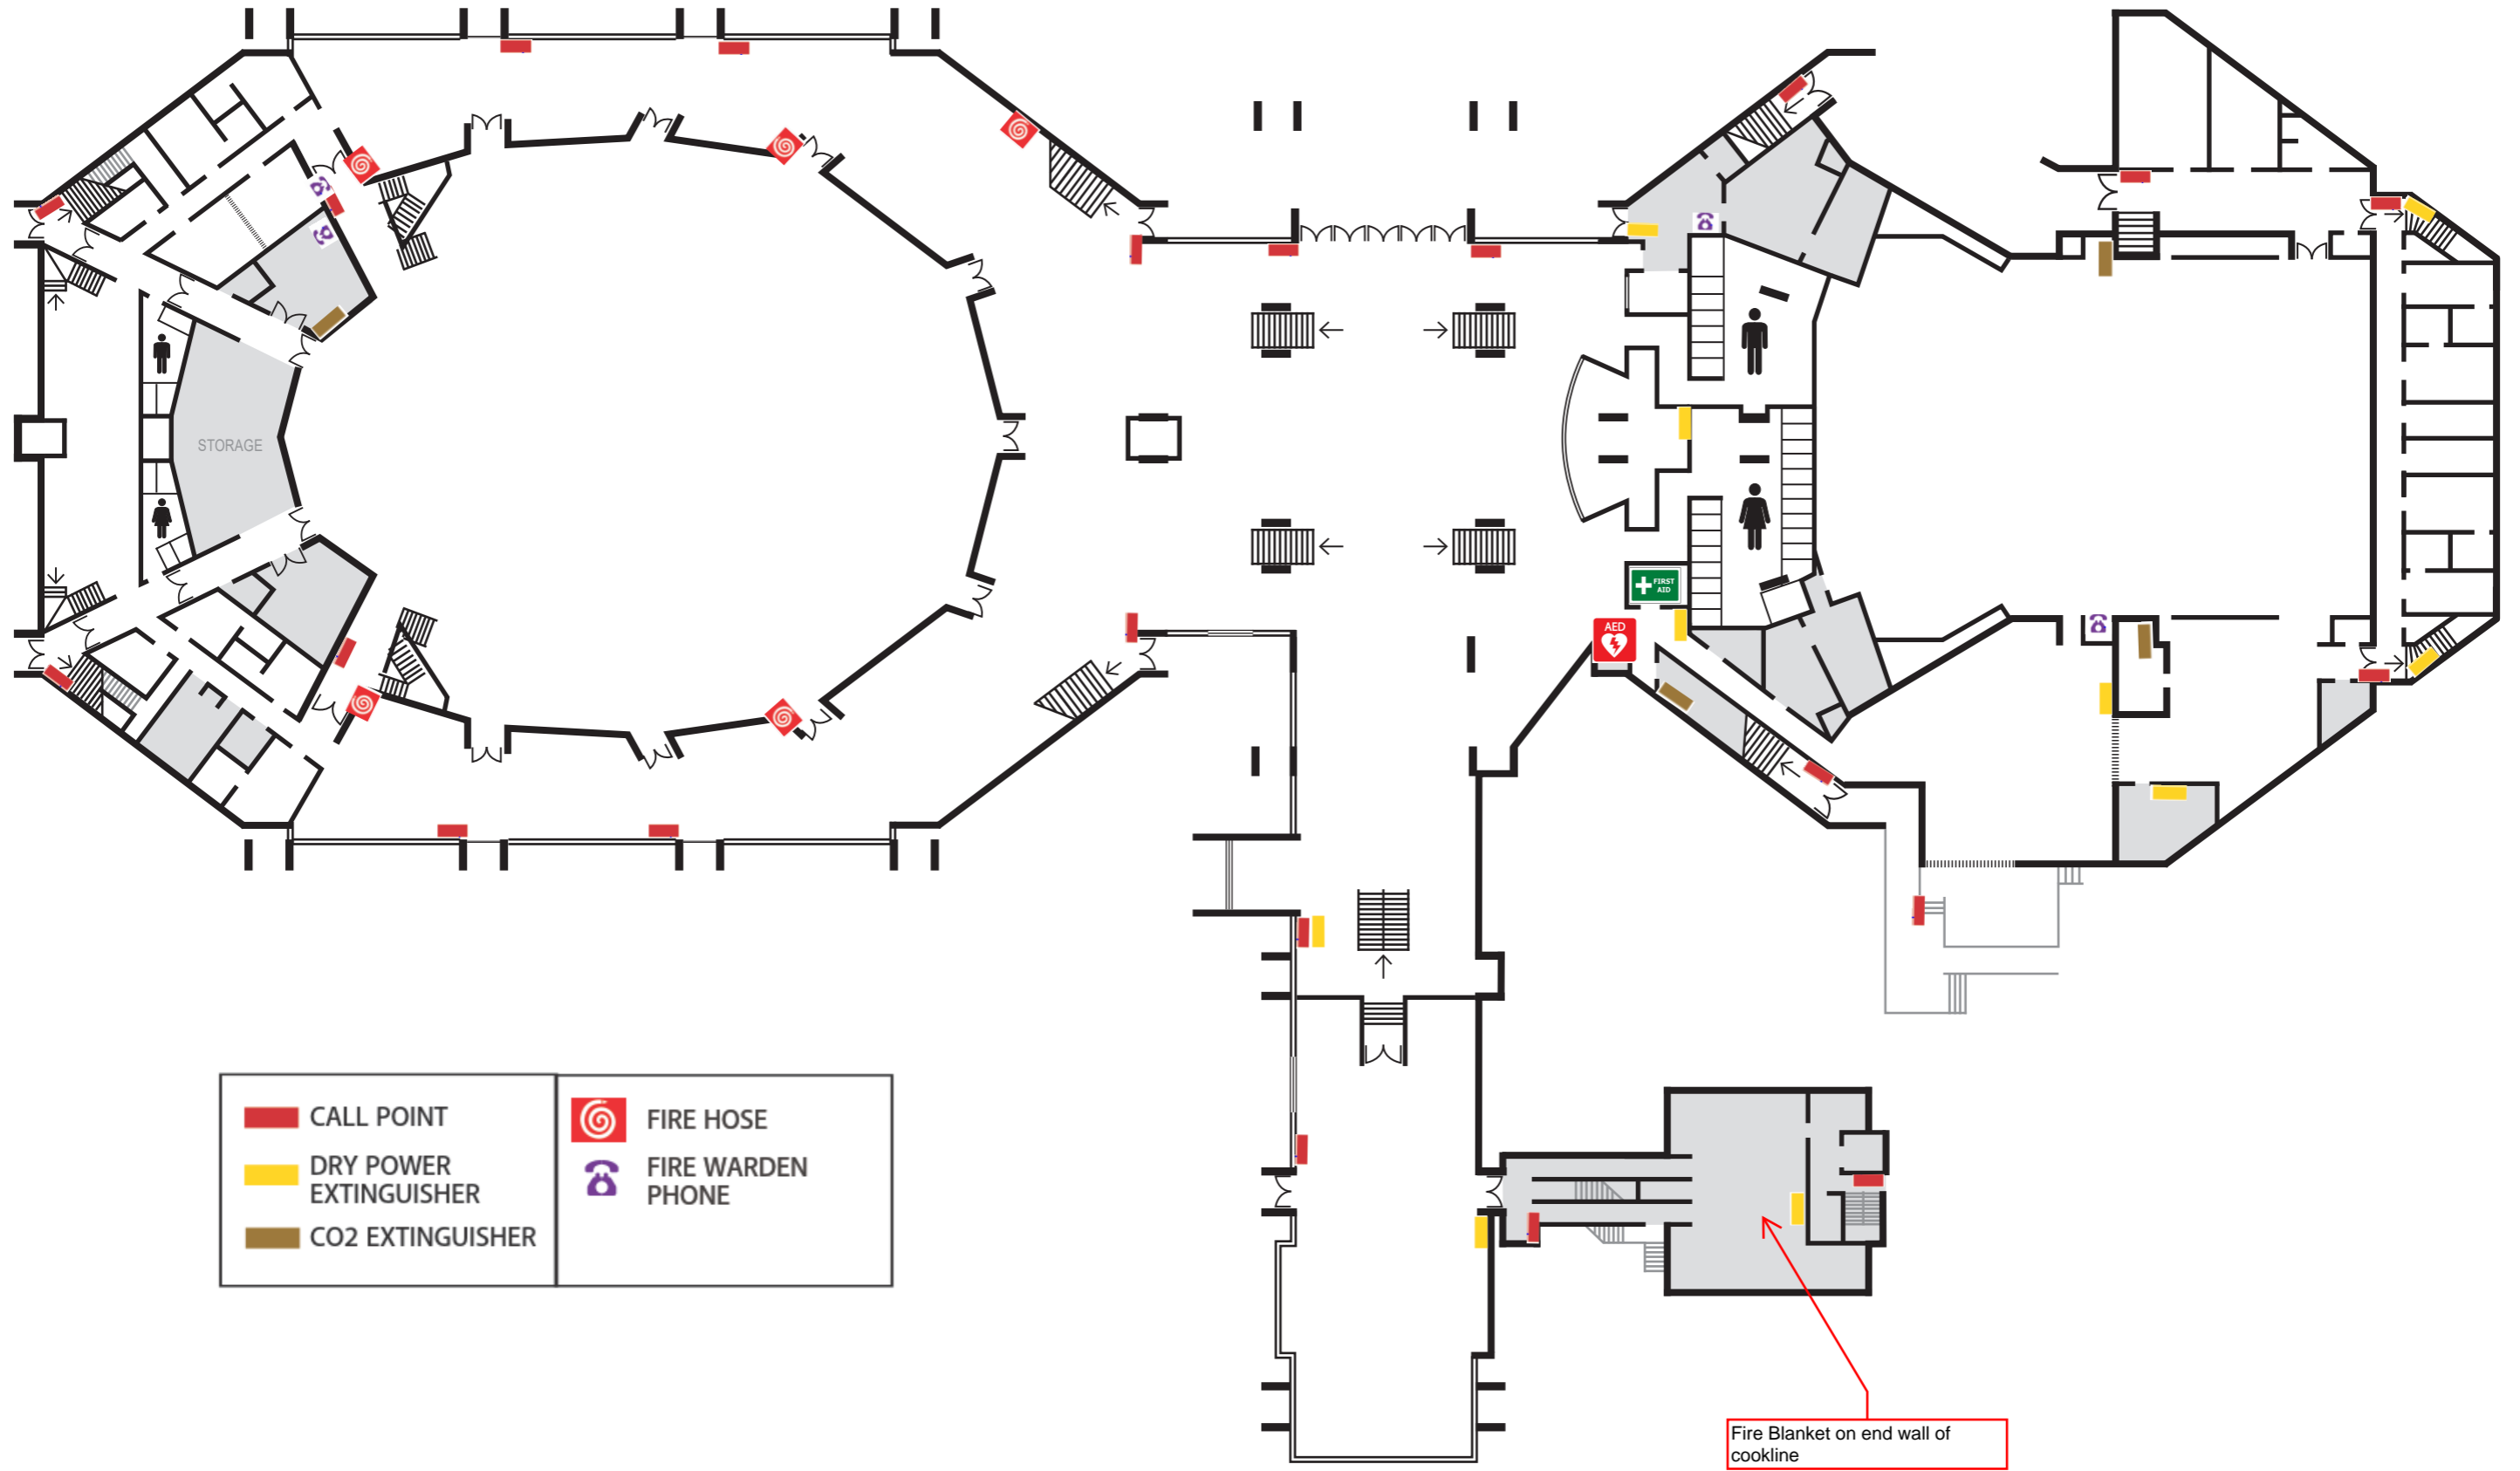 STORAGE
FIRST
AID
AED
CALL POINT
DRY POWER
EXTINGUISHER
CO2 EXTINGUISHER
FIRE HOSE
FIRE WARDEN
PHONE
Fire Blanket on end wall of
cookline